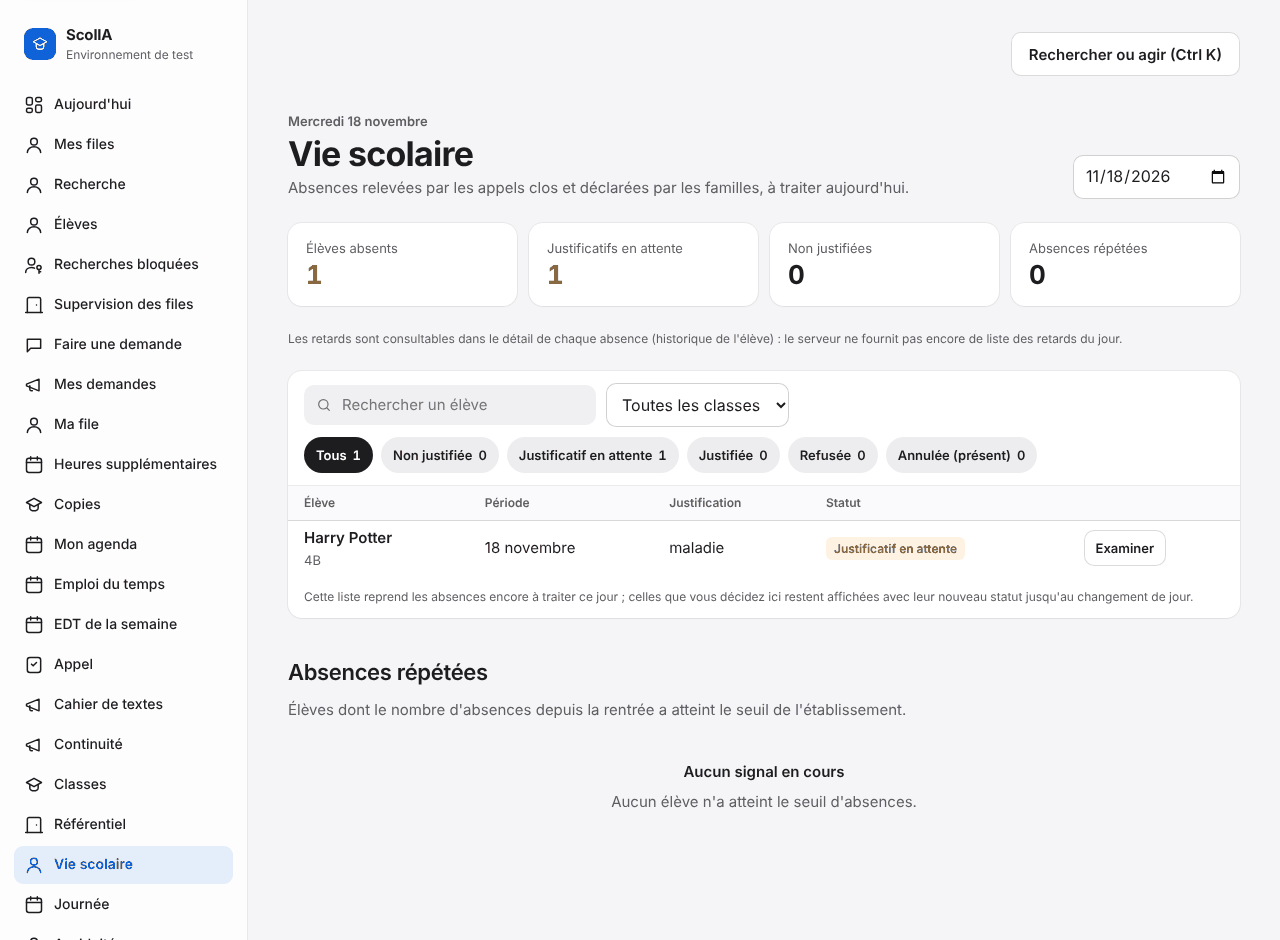 ScolIA
Environnement de test
Aujourd'hui
Mes files
Recherche
Élèves
Recherches bloquées
Supervision des files
Faire une demande
Mes demandes
Ma file
Heures supplémentaires
Copies
Mon agenda
Emploi du temps
EDT de la semaine
Appel
Cahier de textes
Continuité
Classes
Référentiel
Vie scolaire
Journée
Rechercher ou agir (Ctrl K)
Mercredi 18 novembre
Vie scolaire
Absences relevées par les appels clos et déclarées par les familles, à traiter aujourd'hui.
11/18/2026
Élèves absents
1
Justificatifs en attente
1
Non justifiées
0
Absences répétées
0
Les retards sont consultables dans le détail de chaque absence (historique de l'élève) : le serveur ne fournit pas encore de liste des retards du jour.
Rechercher un élève
Toutes les classes
Tous 1
Non justifiée 0
Justificatif en attente 1
Justifiée 0
Refusée 0
Annulée (présent) 0
Élève Période Justification Statut
Harry Potter
4B
18 novembre
maladie
Justificatif en attente
Examiner
Cette liste reprend les absences encore à traiter ce jour ; celles que vous décidez ici restent affichées avec leur nouveau statut jusqu'au changement de jour.
Absences répétées
Élèves dont le nombre d'absences depuis la rentrée a atteint le seuil de l'établissement.
Aucun signal en cours
Aucun élève n'a atteint le seuil d'absences.